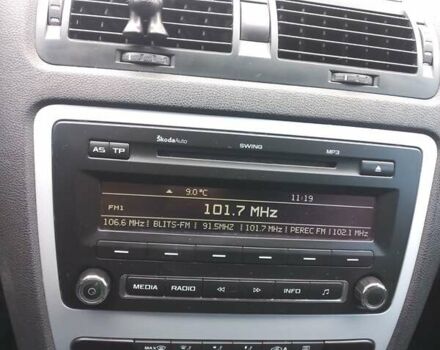 ŠkodaAuto SWING MP3
AS TP
9.0 °C 11:19
FM1 101.7 MHz
106.6 MHz | BLITS-FM | 91.5MHZ | 101.7 MHz | PEREC FM | 102.1 MHz
MEDIA RADIO INFO
MAX